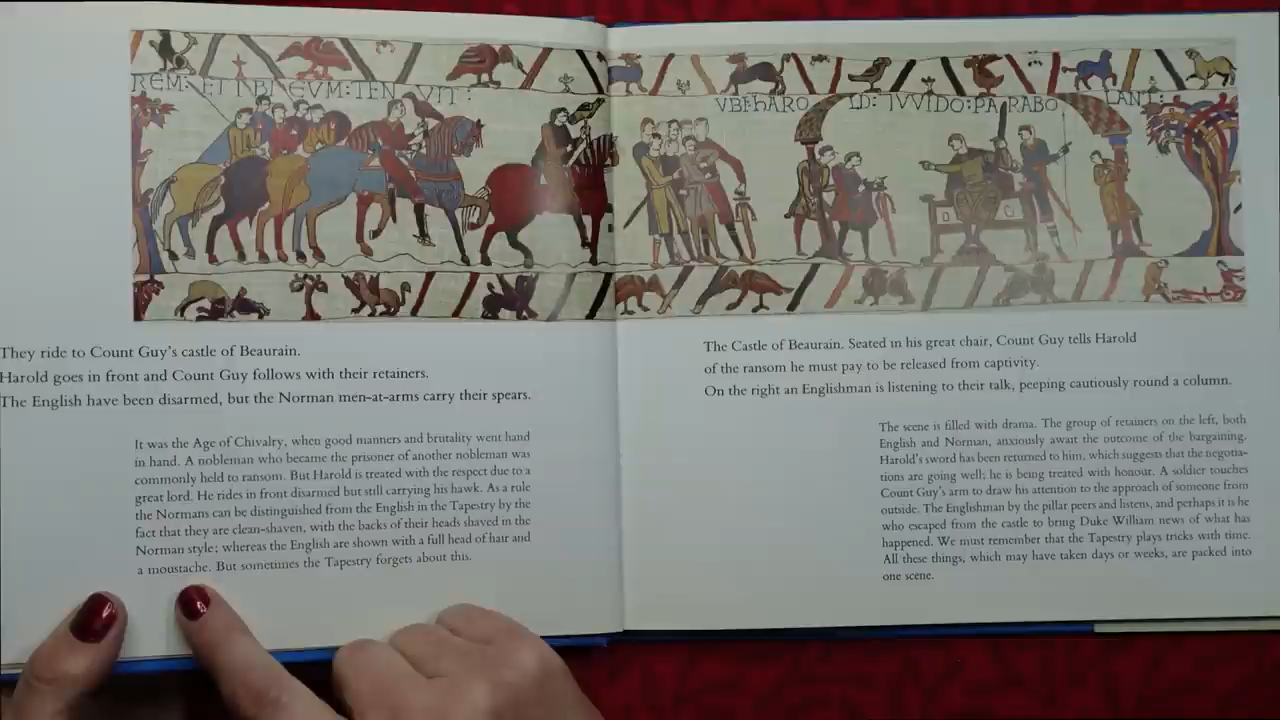 REM: ET IBI EVM: TENVIT:
VBI: HAROLD: 7VVIDO: PARABOLANT:
They ride to Count Guy's castle of Beaurain.
Harold goes in front and Count Guy follows with their retainers.
The English have been disarmed, but the Norman men-at-arms carry their spears.
It was the Age of Chivalry, when good manners and brutality went hand
in hand. A nobleman who became the prisoner of another nobleman was
commonly held to ransom. But Harold is treated with the respect due to a
great lord. He rides in front disarmed but still carrying his hawk. As a rule
the Normans can be distinguished from the English in the Tapestry by the
fact that they are clean-shaven, with the backs of their heads shaved in the
Norman style; whereas the English are shown with a full head of hair and
a moustache. But sometimes the Tapestry forgets about this.
The Castle of Beaurain. Seated in his great chair, Count Guy tells Harold
of the ransom he must pay to be released from captivity.
On the right an Englishman is listening to their talk, peeping cautiously round a column.
The scene is filled with drama. The group of retainers on the left, both
English and Norman, anxiously await the outcome of the bargaining.
Harold's sword has been returned to him, which suggests that the negotia-
tions are going well; he is being treated with honour. A soldier touches
Count Guy's arm to draw his attention to the approach of someone from
outside. The Englishman by the pillar peers and listens, and perhaps it is he
who escaped from the castle to bring Duke William news of what has
happened. We must remember that the Tapestry plays tricks with time.
All these things, which may have taken days or weeks, are packed into
one scene.